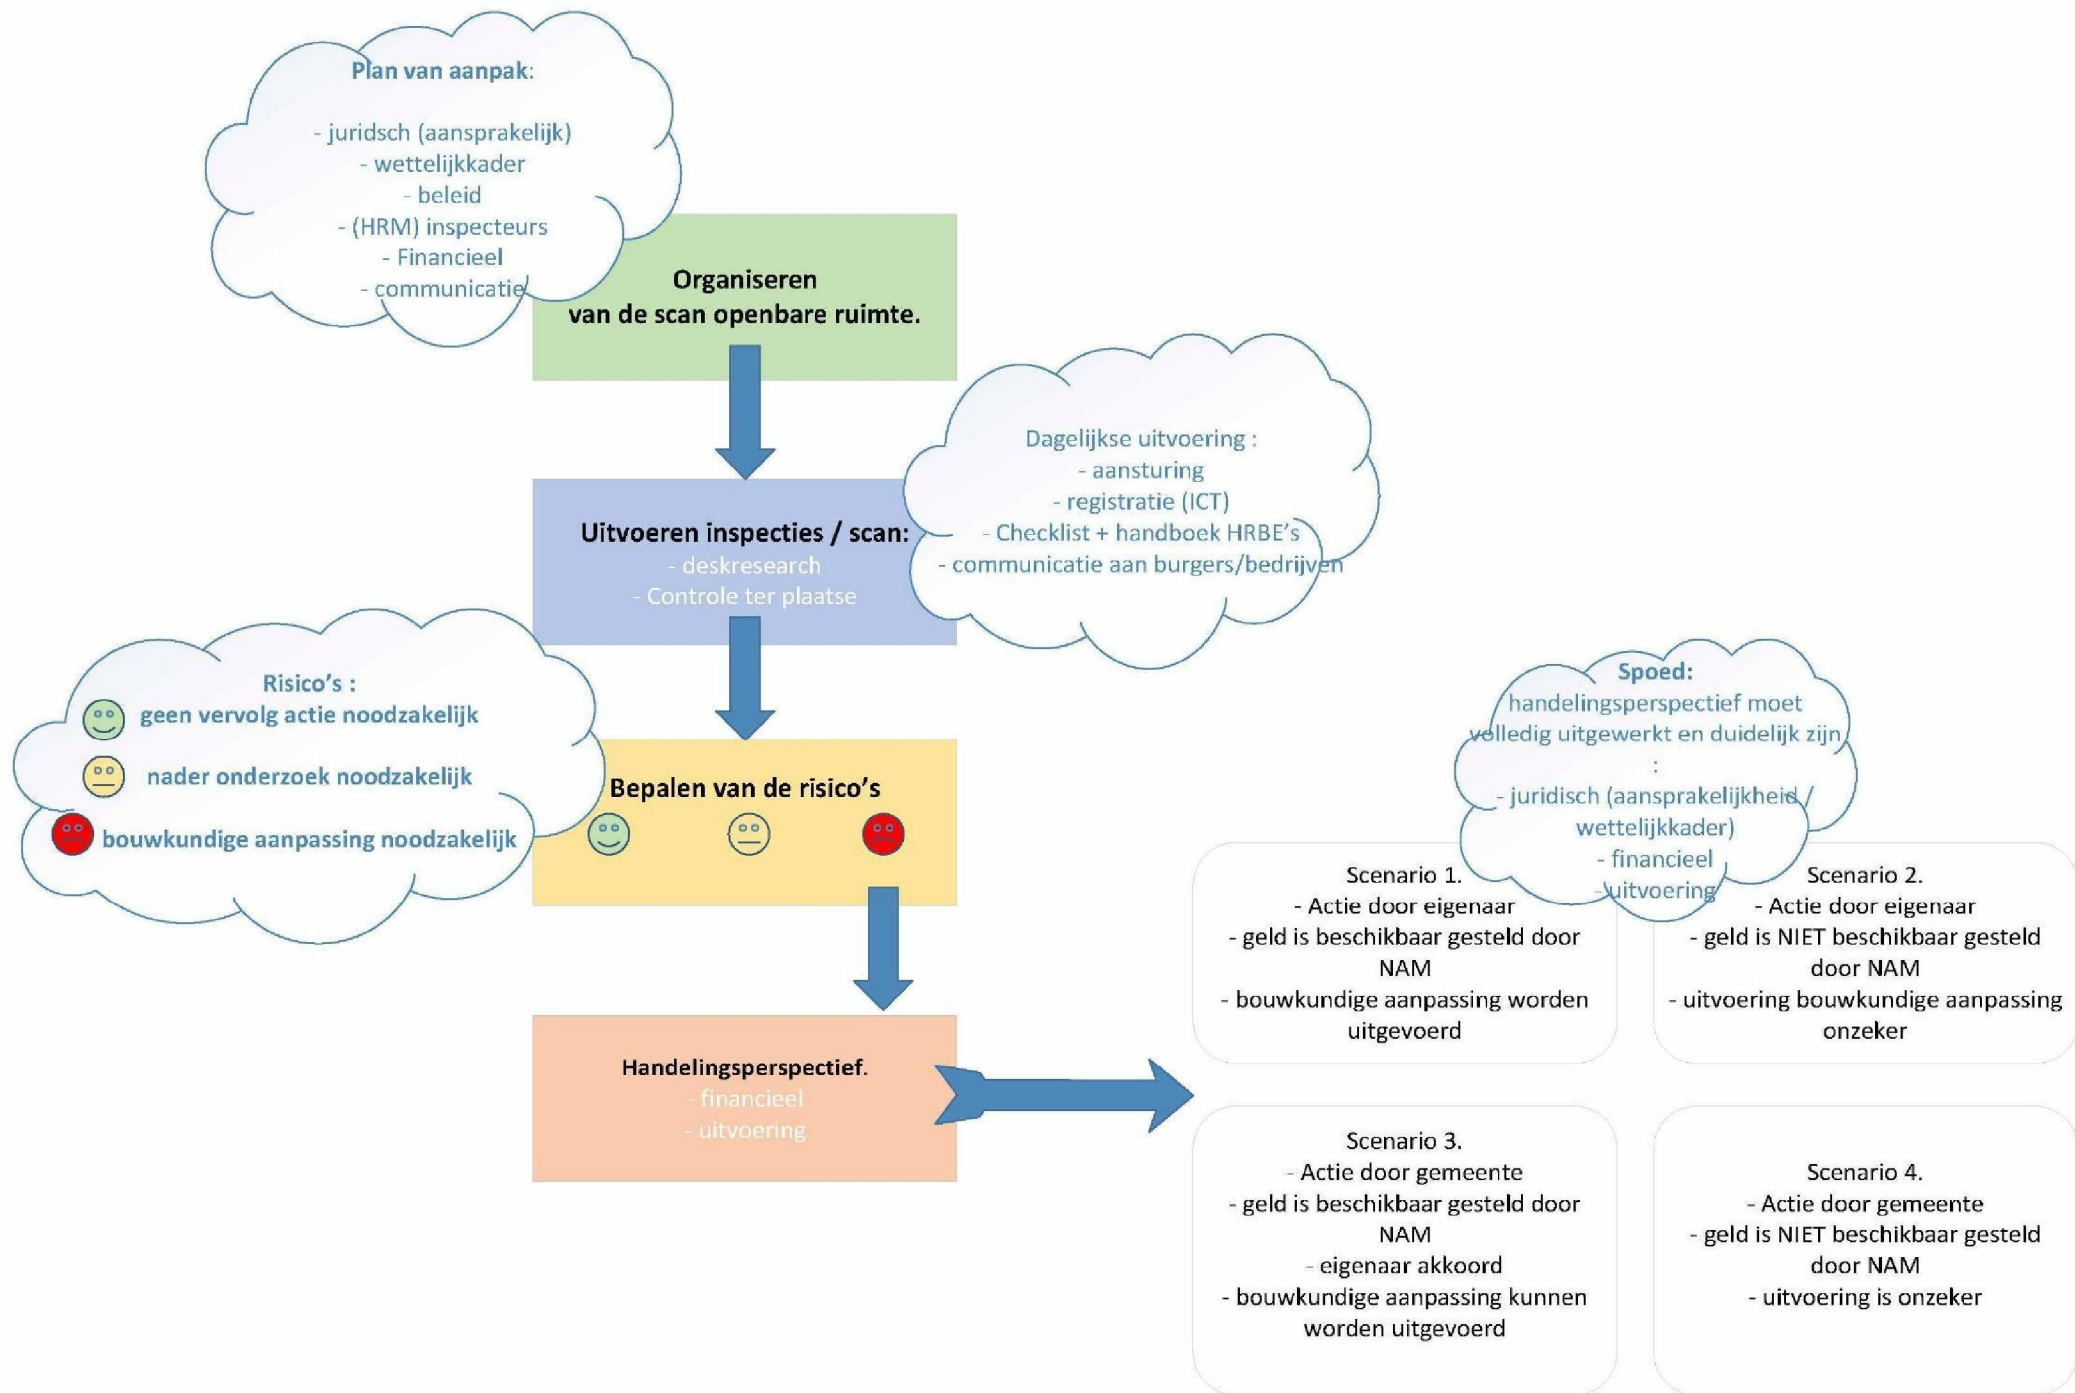 Plan van aanpak:
- juridsch (aansprakelijk)
- wettelijkkader
- beleid
- (HRM) inspecteurs
- Financieel
- communicatie
Organiseren
van de scan openbare ruimte.
Dagelijkse uitvoering :
- aansturing
- registratie (ICT)
- Checklist + handboek HRBE's
- communicatie aan burgers/bedrijven
Uitvoeren inspecties / scan:
- deskresearch
- Controle ter plaatse
Risico's :
geen vervolg actie noodzakelijk
nader onderzoek noodzakelijk
bouwkundige aanpassing noodzakelijk
Bepalen van de risico's
Handelingsperspectief.
- financieel
- uitvoering
Spoed:
handelingsperspectief moet
volledig uitgewerkt en duidelijk zijn
:
- juridisch (aansprakelijkheid /
wettelijkkader)
- financieel
- uitvoering
Scenario 1.
- Actie door eigenaar
- geld is beschikbaar gesteld door
NAM
- bouwkundige aanpassing worden
uitgevoerd
Scenario 2.
- Actie door eigenaar
- geld is NIET beschikbaar gesteld
door NAM
- uitvoering bouwkundige aanpassing
onzeker
Scenario 3.
- Actie door gemeente
- geld is beschikbaar gesteld door
NAM
- eigenaar akkoord
- bouwkundige aanpassing kunnen
worden uitgevoerd
Scenario 4.
- Actie door gemeente
- geld is NIET beschikbaar gesteld
door NAM
- uitvoering is onzeker